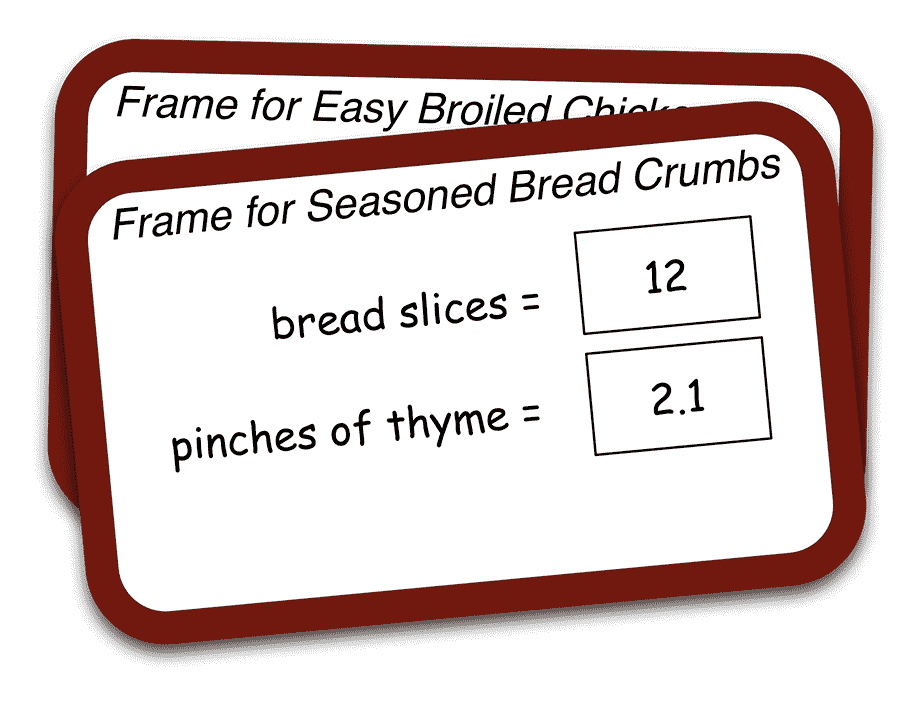 Frame for Easy Broiled
Frame for Seasoned Bread Crumbs
bread slices = 12
pinches of thyme = 2.1